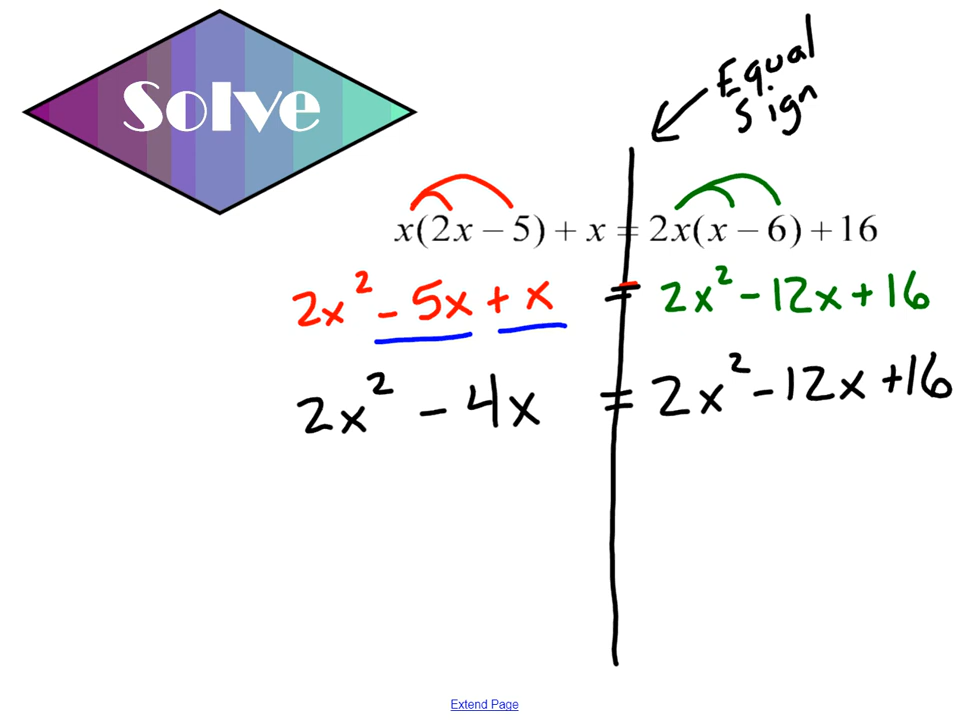 Solve
Equal
Sign
x(2x − 5) + x = 2x(x − 6) + 16
2x² - 5x + x = 2x² - 12x + 16
2x² - 4x = 2x² - 12x + 16
Extend Page